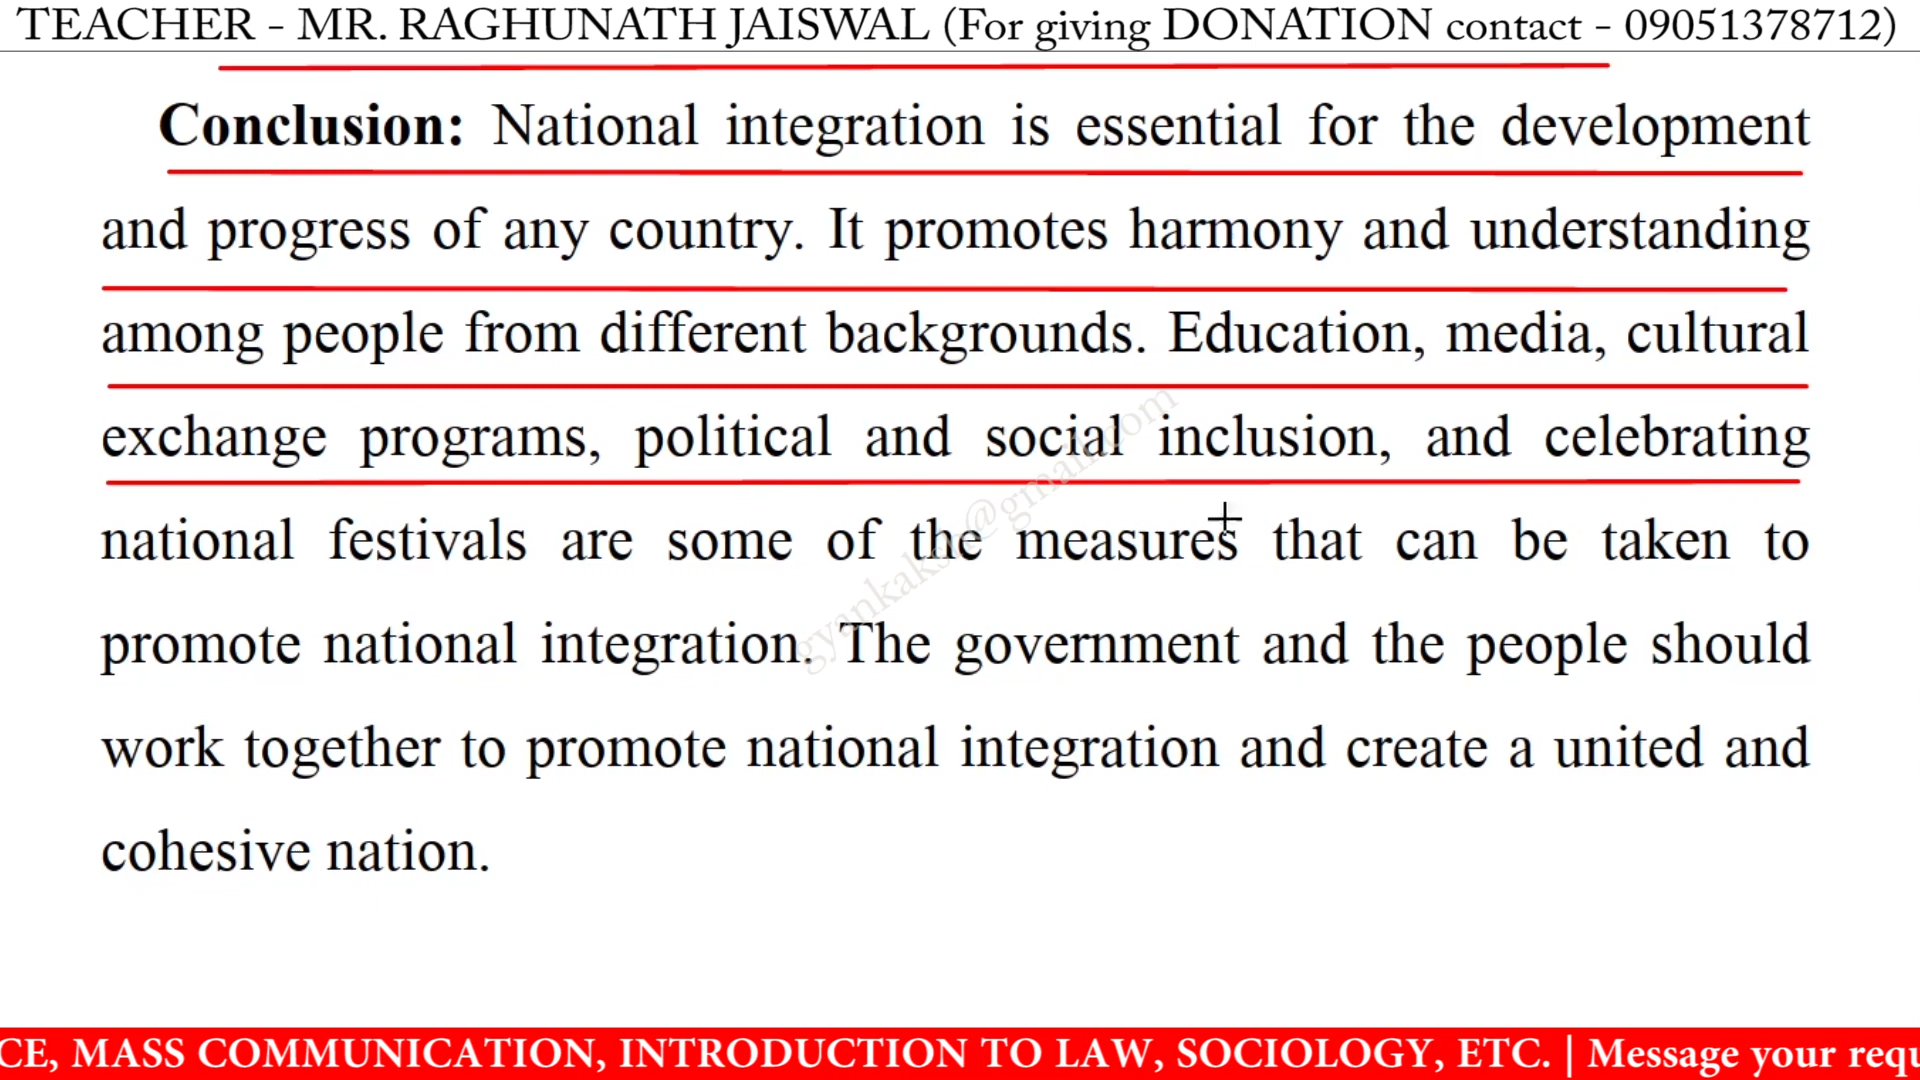 TEACHER - MR. RAGHUNATH JAISWAL (For giving DONATION contact - 09051378712)
Conclusion: National integration is essential for the development
and progress of any country. It promotes harmony and understanding
among people from different backgrounds. Education, media, cultural
exchange programs, political and social inclusion, and celebrating
national festivals are some of the measures that can be taken to
promote national integration. The government and the people should
work together to promote national integration and create a united and
cohesive nation.
gyankaksh@gmail.com
CE, MASS COMMUNICATION, INTRODUCTION TO LAW, SOCIOLOGY, ETC. | Message your requ